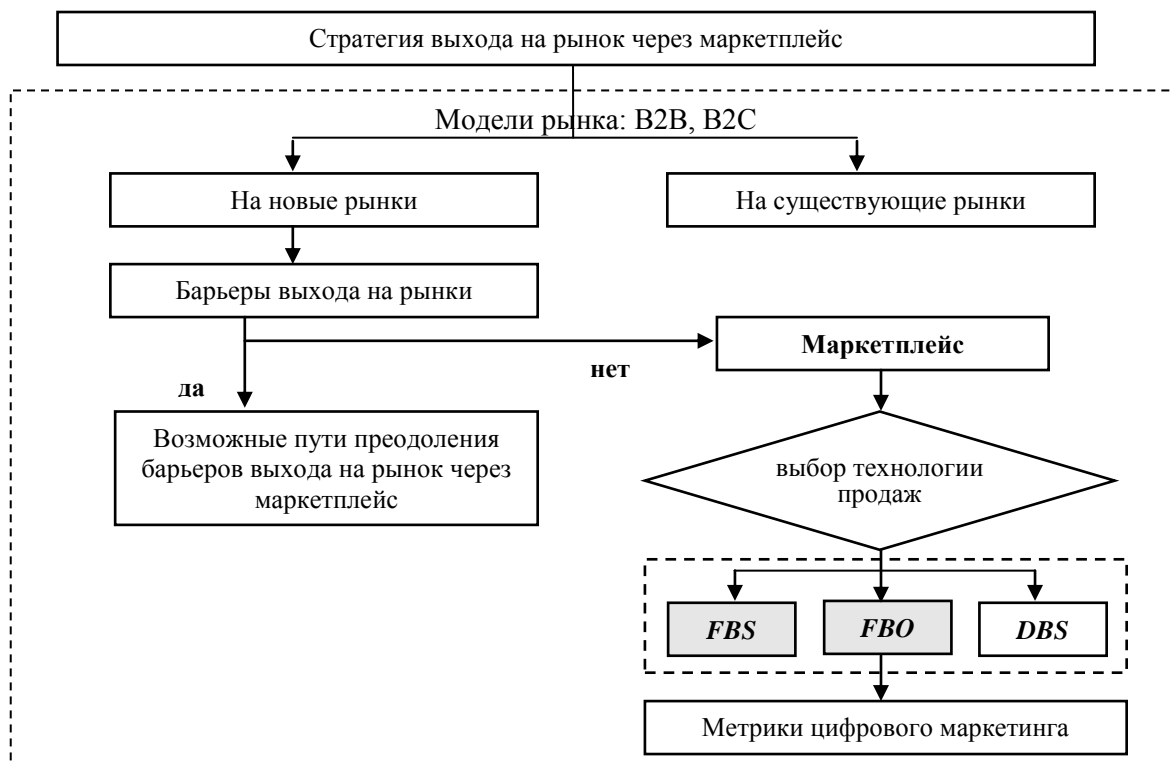 Стратегия выхода на рынок через маркетплейс
Модели рынка: B2B, B2C
На новые рынки
На существующие рынки
Барьеры выхода на рынки
Маркетплейс
нет
да
Возможные пути преодоления
барьеров выхода на рынок через
маркетплейс
выбор технологии
продаж
FBS
FBO
DBS
Метрики цифрового маркетинга